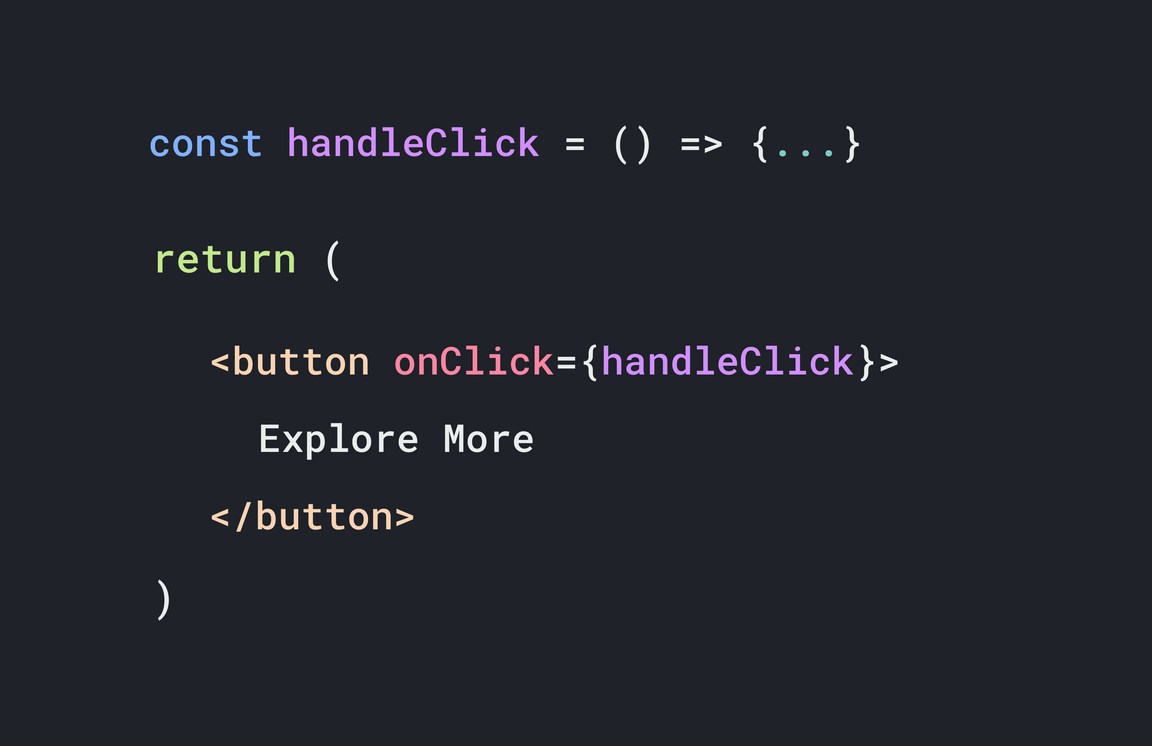 const handleClick = () => {...}
return (
<button onClick={handleClick}>
Explore More
</button>
)